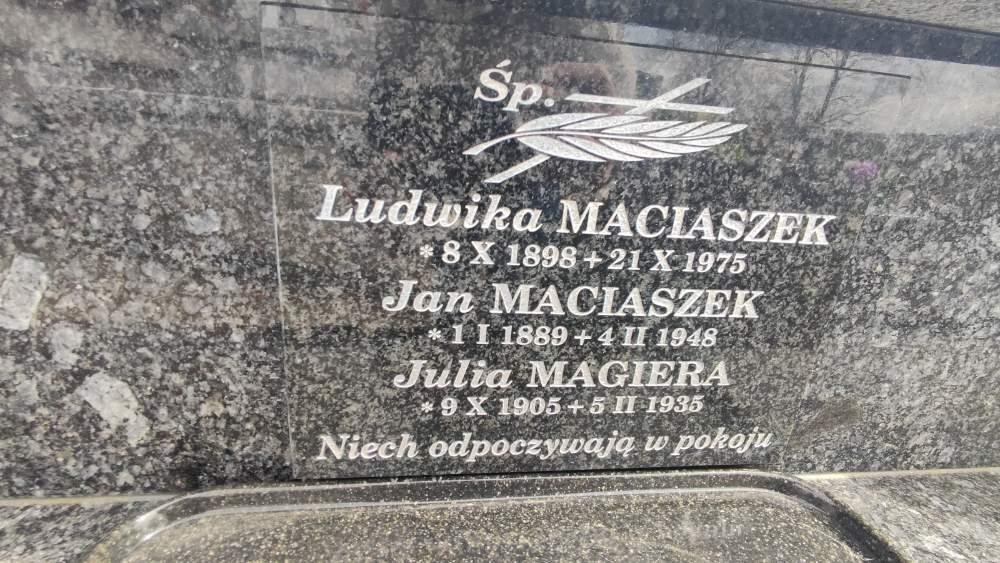 Śp.
Ludwika MACIASZEK
* 8 X 1898 + 21 X 1975
Jan MACIASZEK
* 1 I 1889 + 4 II 1948
Julia MAGIERA
* 9 X 1905 + 5 II 1935
Niech odpoczywają w pokoju